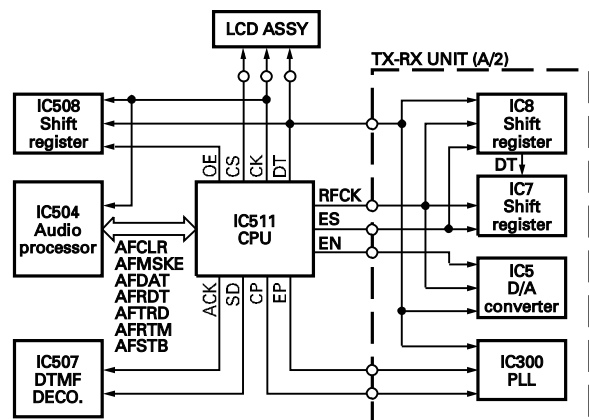 LCD ASSY
TX-RX UNIT (A/2)
IC508
Shift
register
IC8
Shift
register
OE
CS
CK
DT
DT
IC504
Audio
processor
IC511
CPU
RFCK
ES
EN
IC7
Shift
register
AFCLR
AFMSKE
AFDAT
AFRDT
AFTRD
AFRTM
AFSTB
ACK
SD
CP
EP
IC5
D/A
converter
IC507
DTMF
DECO.
IC300
PLL